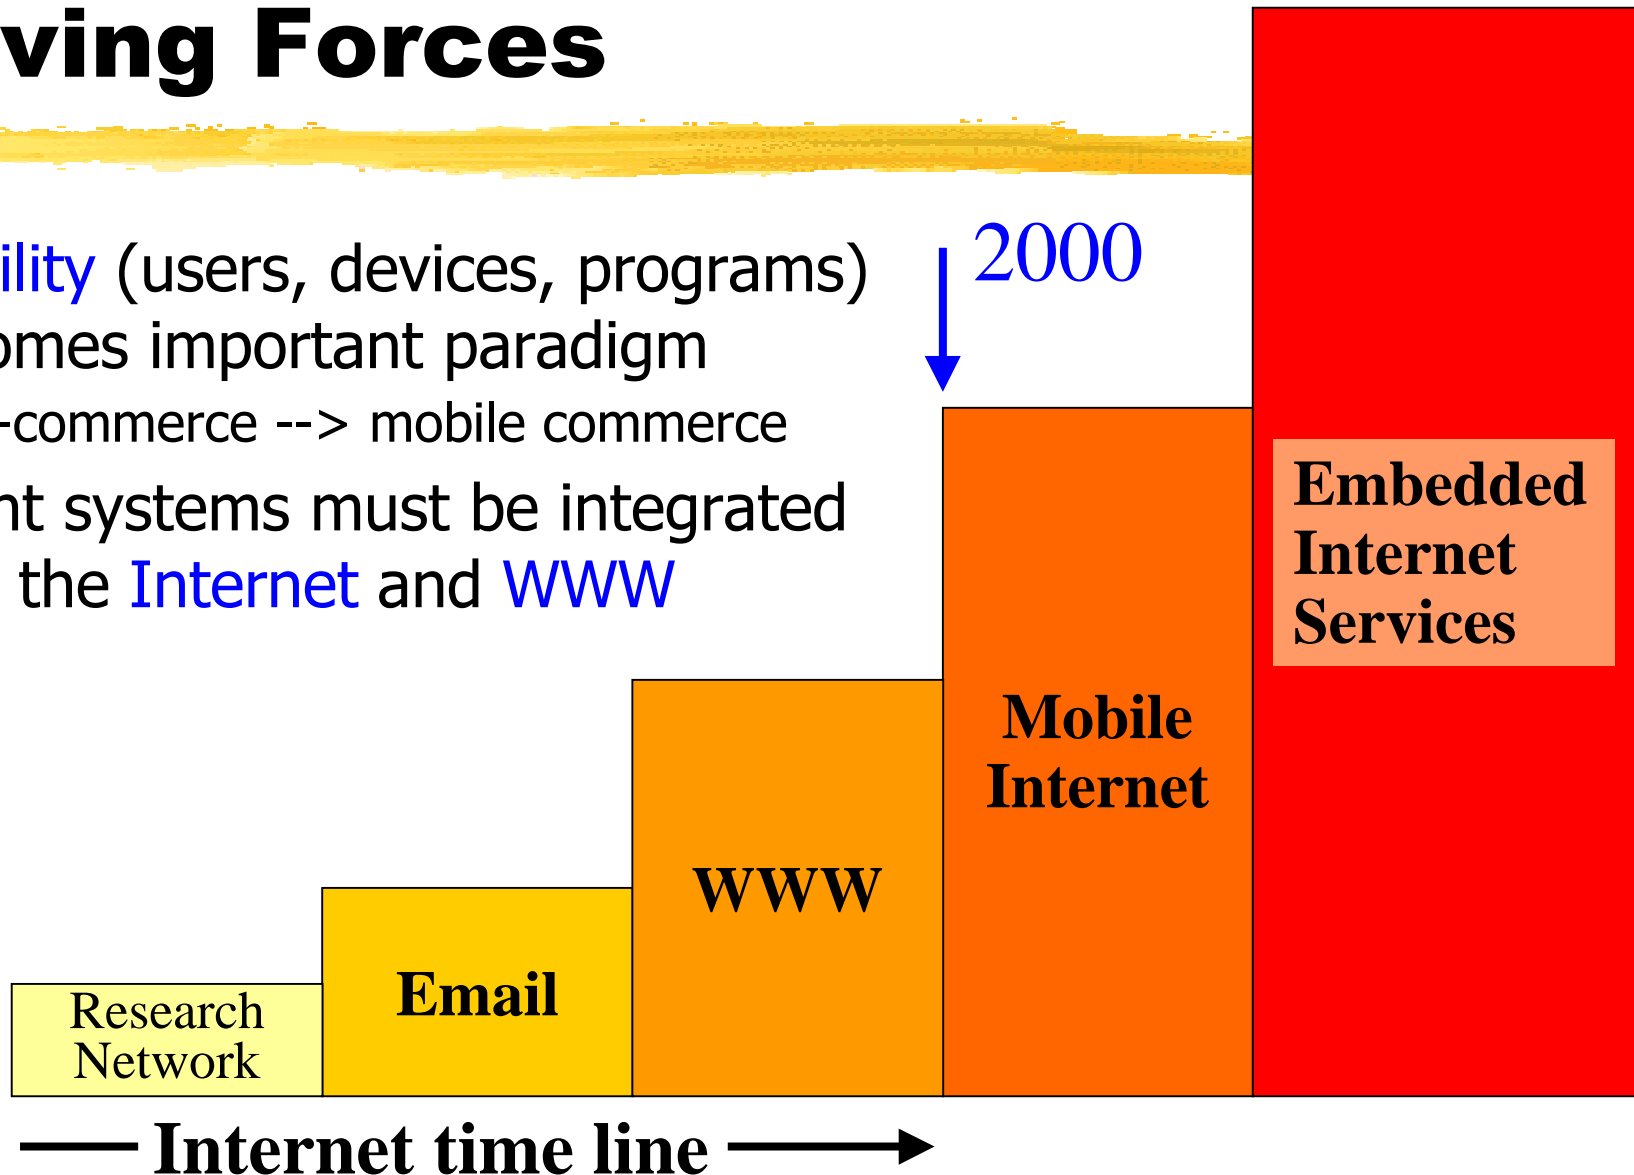 ving Forces
ility (users, devices, programs)
omes important paradigm
-commerce --> mobile commerce
nt systems must be integrated
the Internet and WWW
2000
Embedded
Internet
Services
Mobile
Internet
WWW
Email
Research
Network
Internet time line